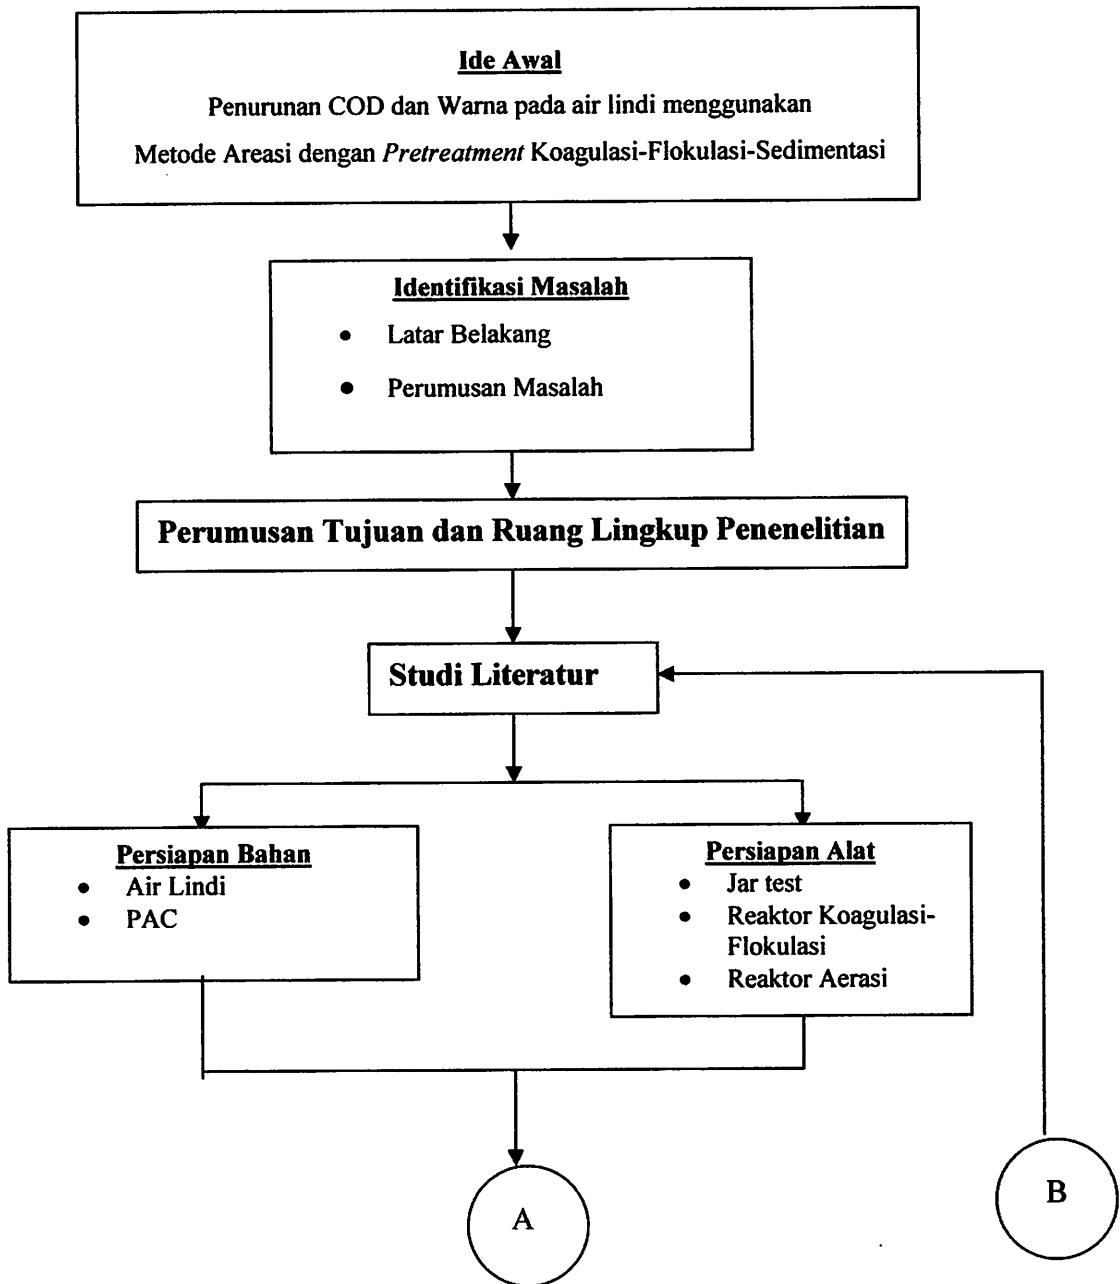 Ide Awal
Penurunan COD dan Warna pada air lindi menggunakan
Metode Areasi dengan Pretreatment Koagulasi-Flokulasi-Sedimentasi
Identifikasi Masalah
• Latar Belakang
• Perumusan Masalah
Perumusan Tujuan dan Ruang Lingkup Penenelitian
Studi Literatur
Persiapan Bahan
• Air Lindi
• PAC
Persiapan Alat
• Jar test
• Reaktor Koagulasi-
Flokulasi
• Reaktor Aerasi
A
B